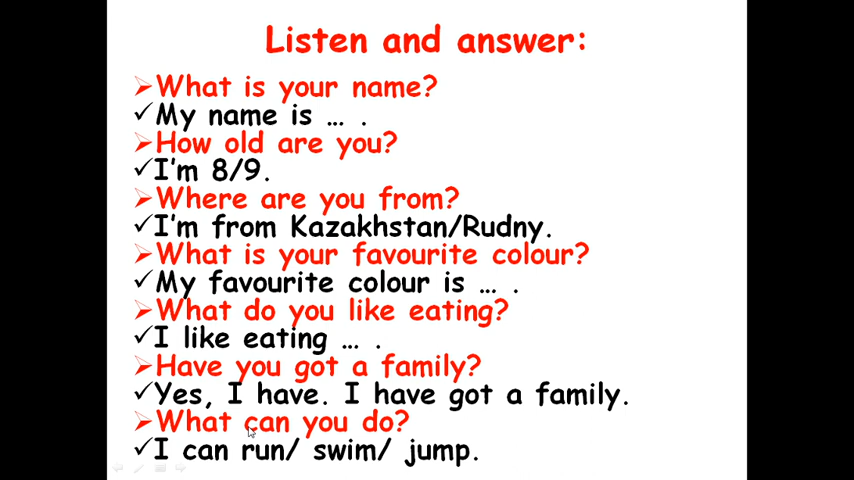 Listen and answer:
What is your name?
My name is ... .
How old are you?
I'm 8/9.
Where are you from?
I'm from Kazakhstan/Rudny.
What is your favourite colour?
My favourite colour is ... .
What do you like eating?
I like eating ... .
Have you got a family?
Yes, I have. I have got a family.
What can you do?
I can run/ swim/ jump.